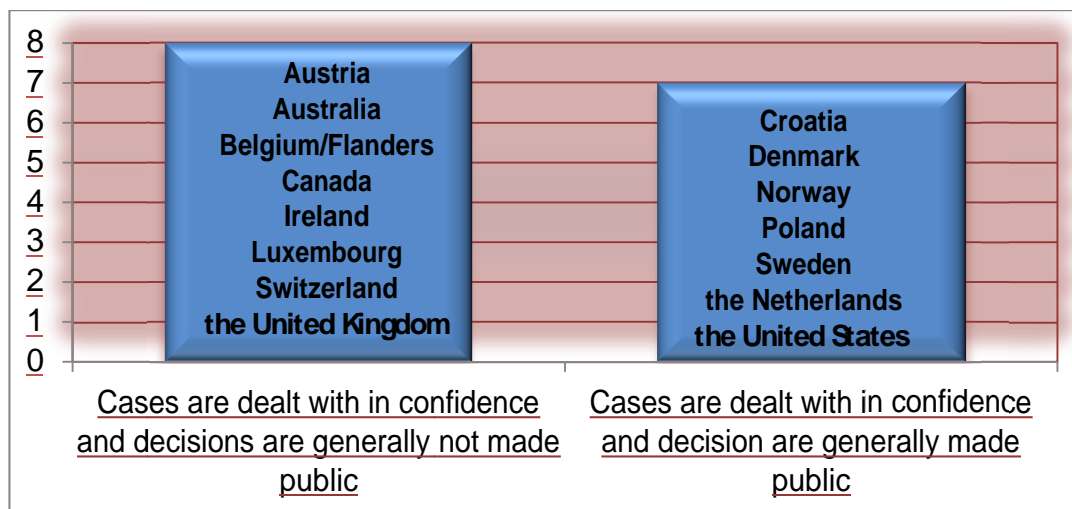 8
7
6
5
4
3
2
1
0
Austria
Australia
Belgium/Flanders
Canada
Ireland
Luxembourg
Switzerland
the United Kingdom
Croatia
Denmark
Norway
Poland
Sweden
the Netherlands
the United States
Cases are dealt with in confidence
and decisions are generally not made
public
Cases are dealt with in confidence
and decision are generally made
public